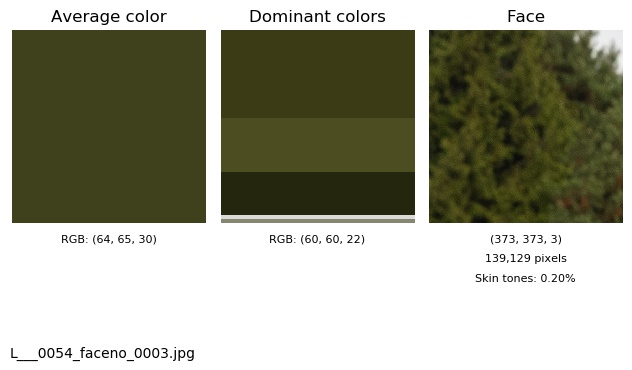 Average color
Dominant colors
Face
RGB: (64, 65, 30)
RGB: (60, 60, 22)
(373, 373, 3)
139,129 pixels
Skin tones: 0.20%
L___0054_faceno_0003.jpg